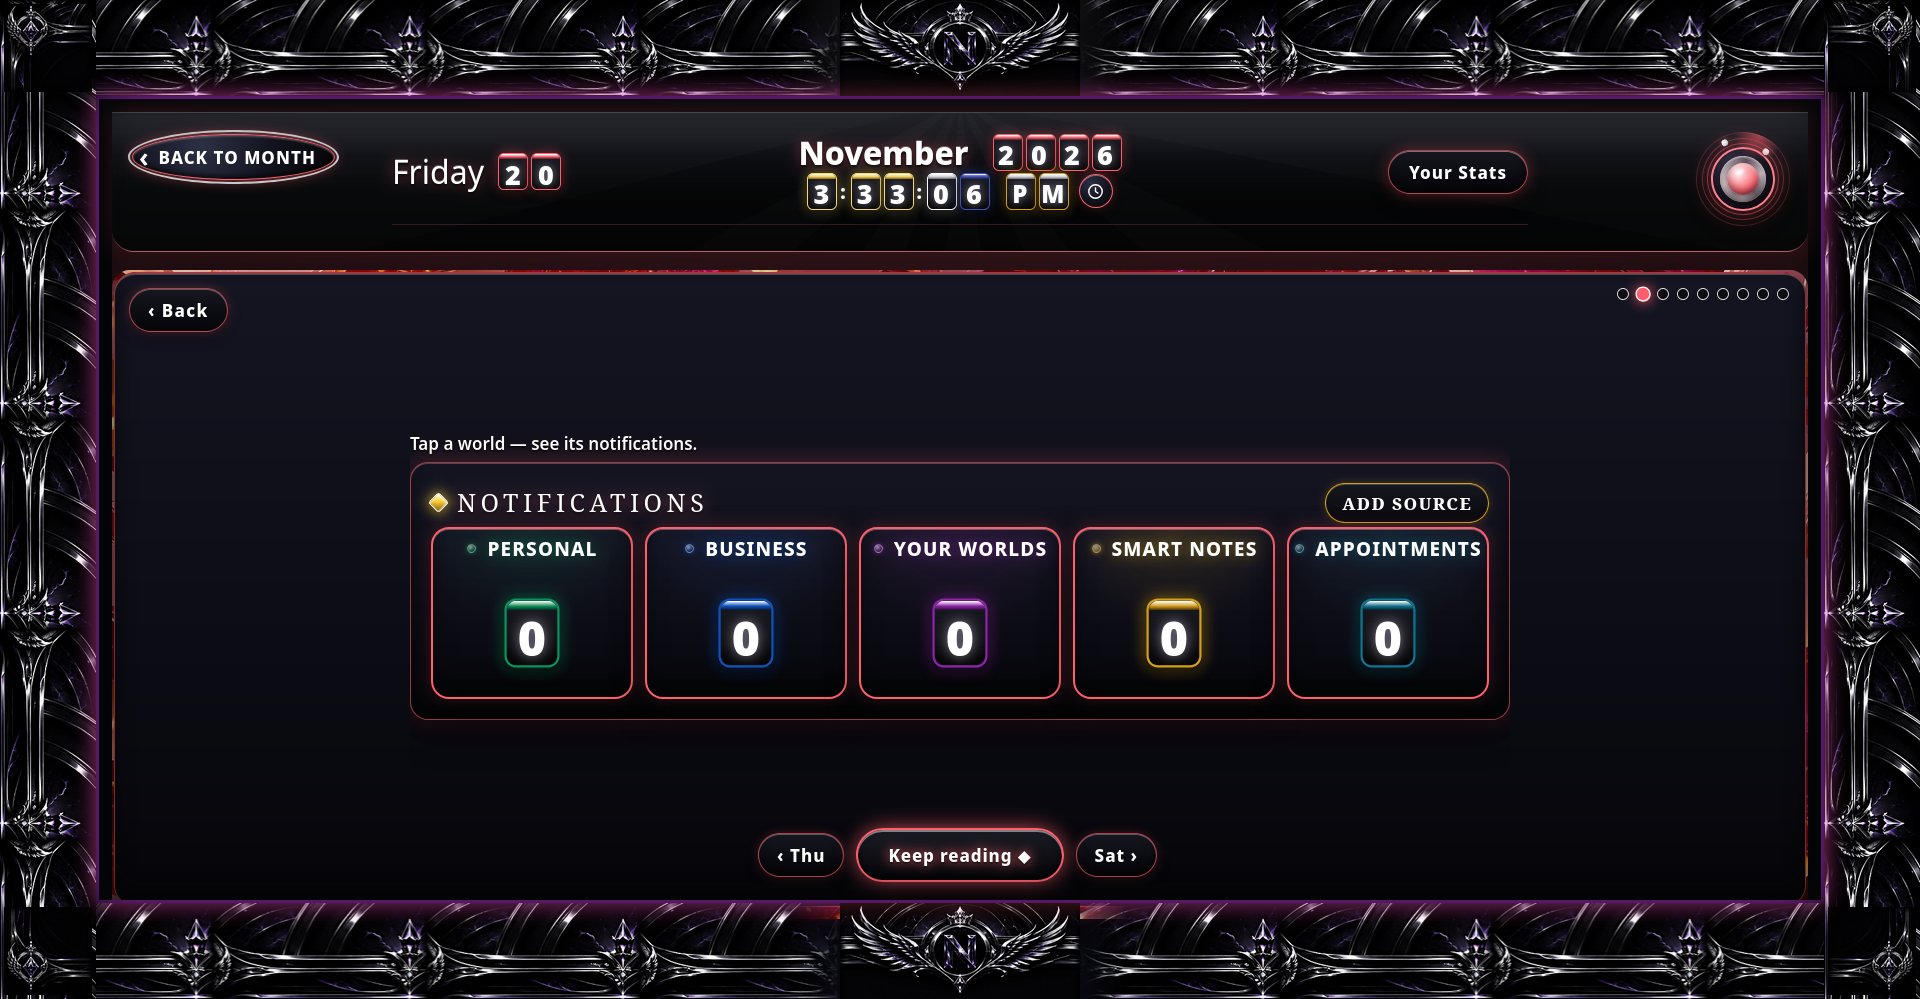 N
‹ BACK TO MONTH
Friday 20
November 2026
3:33:06 PM
Your Stats
‹ Back
Tap a world — see its notifications.
NOTIFICATIONS
ADD SOURCE
PERSONAL
0
BUSINESS
0
YOUR WORLDS
0
SMART NOTES
0
APPOINTMENTS
0
‹ Thu
Keep reading ◆
Sat ›
N